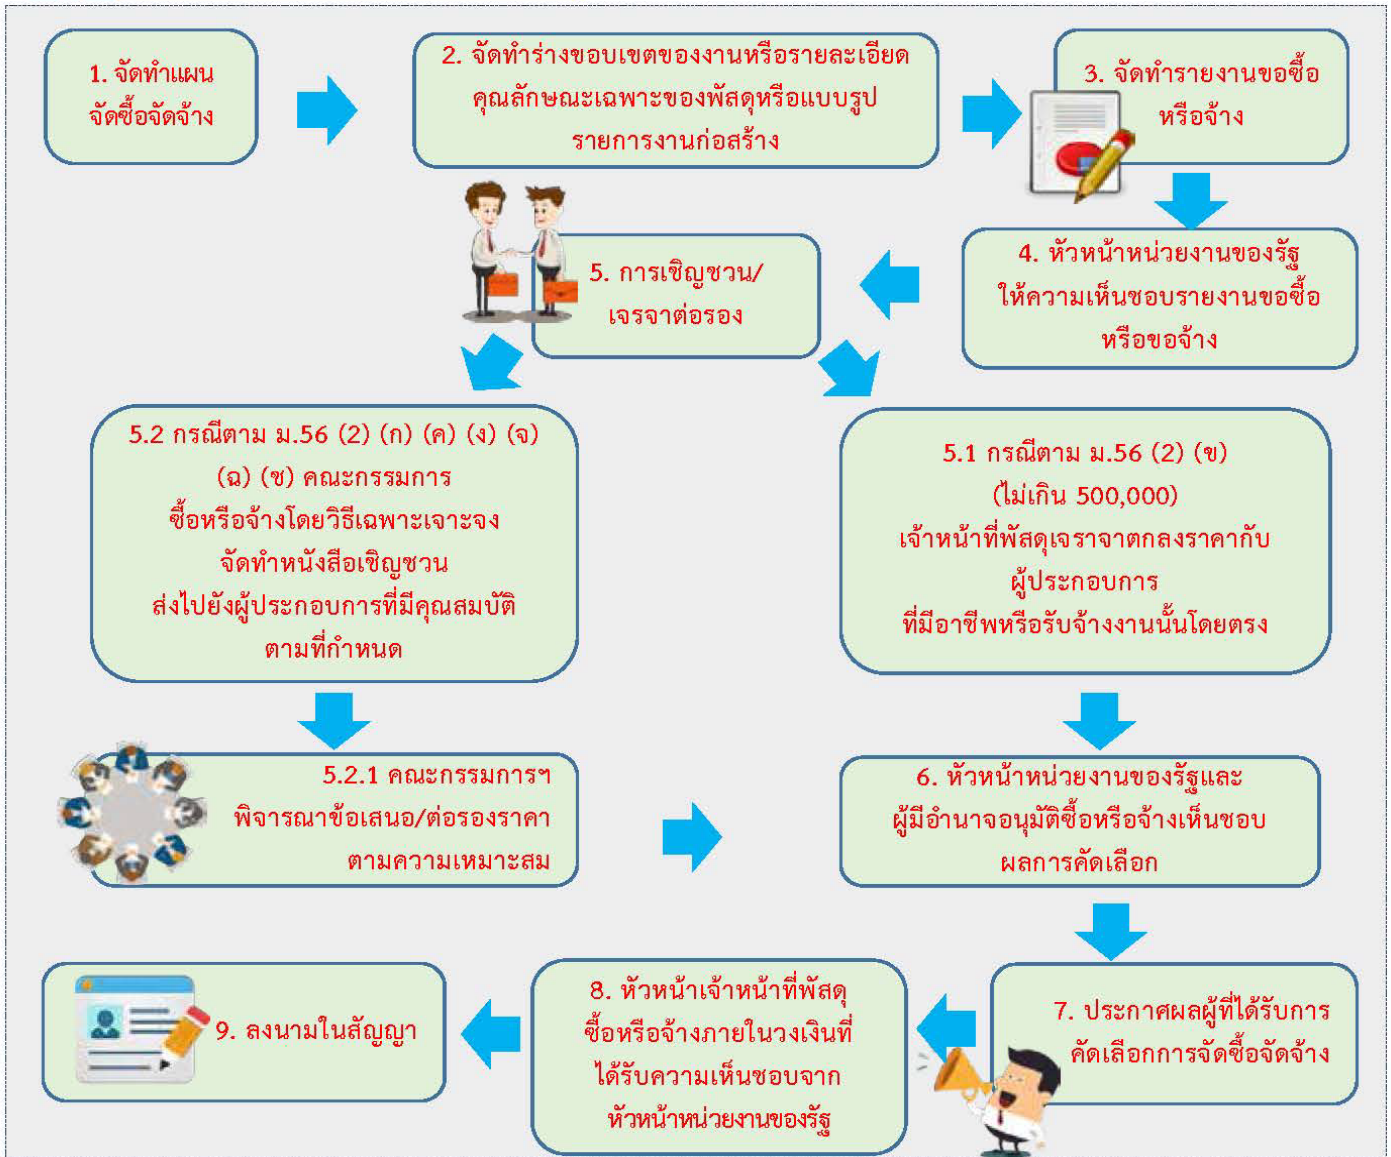 1. จัดทำแผน
จัดซื้อจัดจ้าง
2. จัดทำร่างขอบเขตของงานหรือรายละเอียด
คุณลักษณะเฉพาะของพัสดุหรือแบบรูป
รายการงานก่อสร้าง
3. จัดทำรายงานขอซื้อ
หรือจ้าง
4. หัวหน้าหน่วยงานของรัฐ
ให้ความเห็นชอบรายงานขอซื้อ
หรือขอจ้าง
5. การเชิญชวน/
เจรจาต่อรอง
5.2 กรณีตาม ม.56 (2) (ก) (ค) (ง) (จ)
(ฉ) (ช) คณะกรรมการ
ซื้อหรือจ้างโดยวิธีเฉพาะเจาะจง
จัดทำหนังสือเชิญชวน
ส่งไปยังผู้ประกอบการที่มีคุณสมบัติ
ตามที่กำหนด
5.1 กรณีตาม ม.56 (2) (ข)
(ไม่เกิน 500,000)
เจ้าหน้าที่พัสดุเจราจาตกลงราคากับ
ผู้ประกอบการ
ที่มีอาชีพหรือรับจ้างงานนั้นโดยตรง
5.2.1 คณะกรรมการฯ
พิจารณาข้อเสนอ/ต่อรองราคา
ตามความเหมาะสม
6. หัวหน้าหน่วยงานของรัฐและ
ผู้มีอำนาจอนุมัติซื้อหรือจ้างเห็นชอบ
ผลการคัดเลือก
7. ประกาศผลผู้ที่ได้รับการ
คัดเลือกการจัดซื้อจัดจ้าง
8. หัวหน้าเจ้าหน้าที่พัสดุ
ซื้อหรือจ้างภายในวงเงินที่
ได้รับความเห็นชอบจาก
หัวหน้าหน่วยงานของรัฐ
9. ลงนามในสัญญา